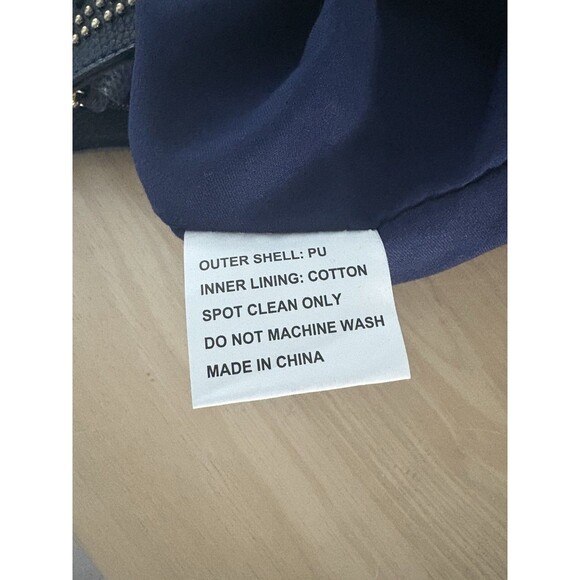 OUTER SHELL: PU
INNER LINING: COTTON
SPOT CLEAN ONLY
DO NOT MACHINE WASH
MADE IN CHINA